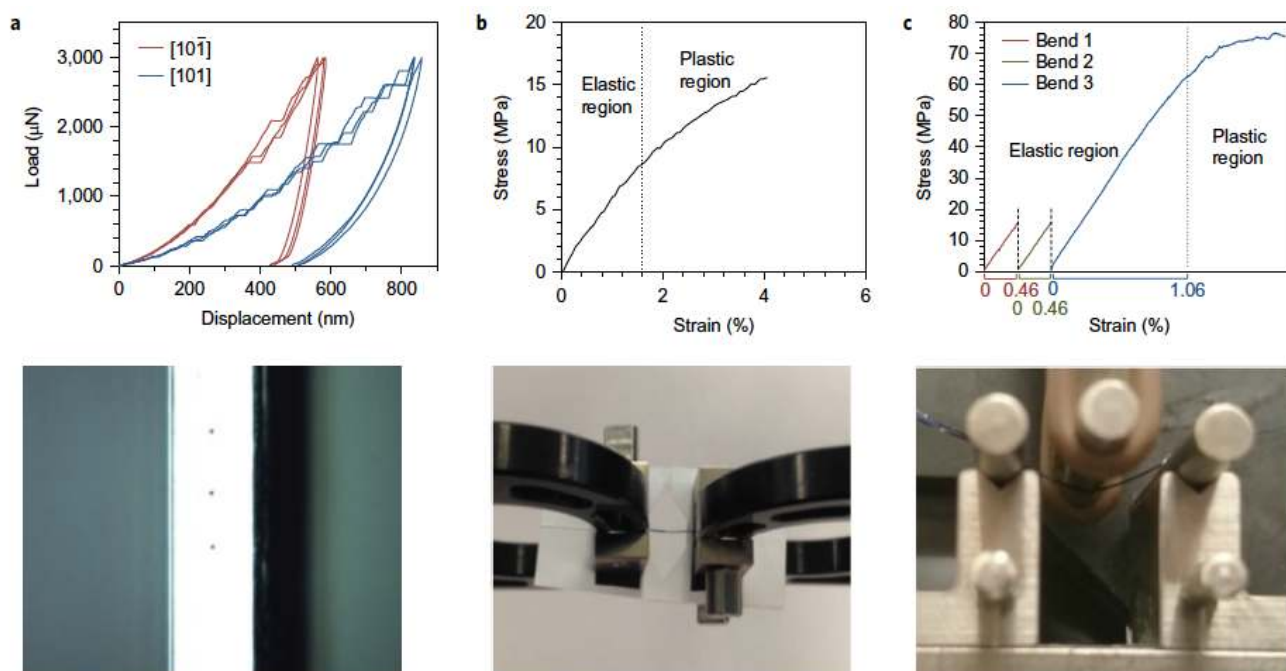 a
[101̄]
[101]
3,000
2,000
1,000
0
Load (μN)
0 200 400 600 800
Displacement (nm)
b
20
15
10
5
0
Stress (MPa)
Elastic
region
Plastic
region
0 2 4 6
Strain (%)
c
Bend 1
Bend 2
Bend 3
80
70
60
50
40
30
20
10
0
Stress (MPa)
Elastic region
Plastic
region
0 0.46 0 1.06
0 0.46
Strain (%)